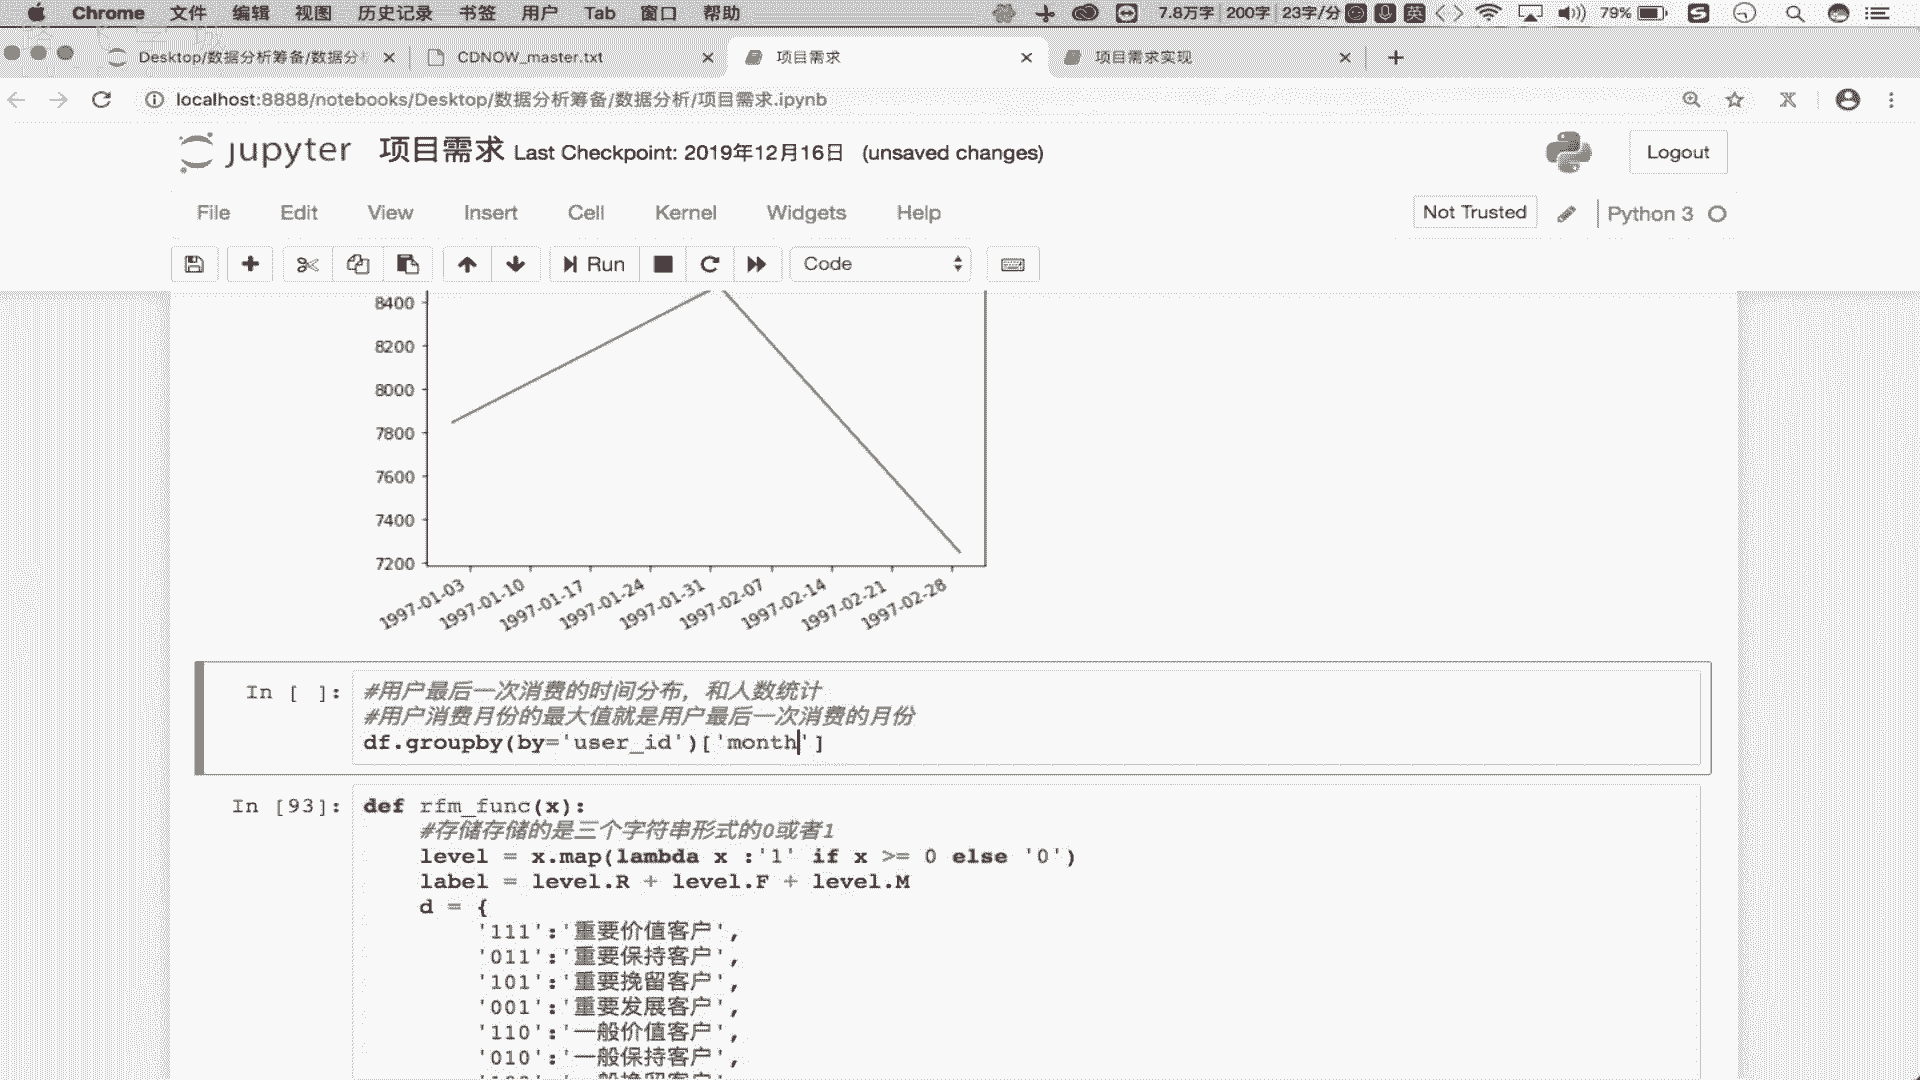 Chrome 文件 编辑 视图 历史记录 书签 用户 Tab 窗口 帮助 7.8万字 200字 23字/分 英 79%
Desktop/数据分析筹备/数据分 CDNOW_master.txt 项目需求 项目需求实现
localhost:8888/notebooks/Desktop/数据分析筹备/数据分析/项目需求.ipynb
jupyter 项目需求 Last Checkpoint: 2019年12月16日 (unsaved changes) Logout
File Edit View Insert Cell Kernel Widgets Help Not Trusted Python 3
Run Code
8400
8200
8000
7800
7600
7400
7200
1997-01-03 1997-01-10 1997-01-17 1997-01-24 1997-01-31 1997-02-07 1997-02-14 1997-02-21 1997-02-28
In [ ]: #用户最后一次消费的时间分布，和人数统计
#用户消费月份的最大值就是用户最后一次消费的月份
df.groupby(by='user_id')['month']
In [93]: def rfm_func(x):
#存储存储的是三个字符串形式的0或者1
level = x.map(lambda x :'1' if x >= 0 else '0')
label = level.R + level.F + level.M
d = {
'111':'重要价值客户',
'011':'重要保持客户',
'101':'重要挽留客户',
'001':'重要发展客户',
'110':'一般价值客户',
'010':'一般保持客户',